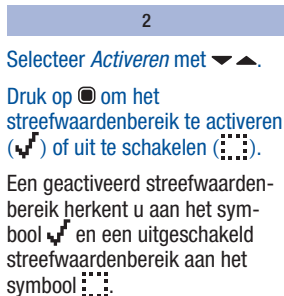 2
Selecteer Activeren met
Druk op om het
streefwaardenbereik te activeren
(✔) of uit te schakelen ( ).
Een geactiveerd streefwaarden-
bereik herkent u aan het sym-
bool ✔ en een uitgeschakeld
streefwaardenbereik aan het
symbool .